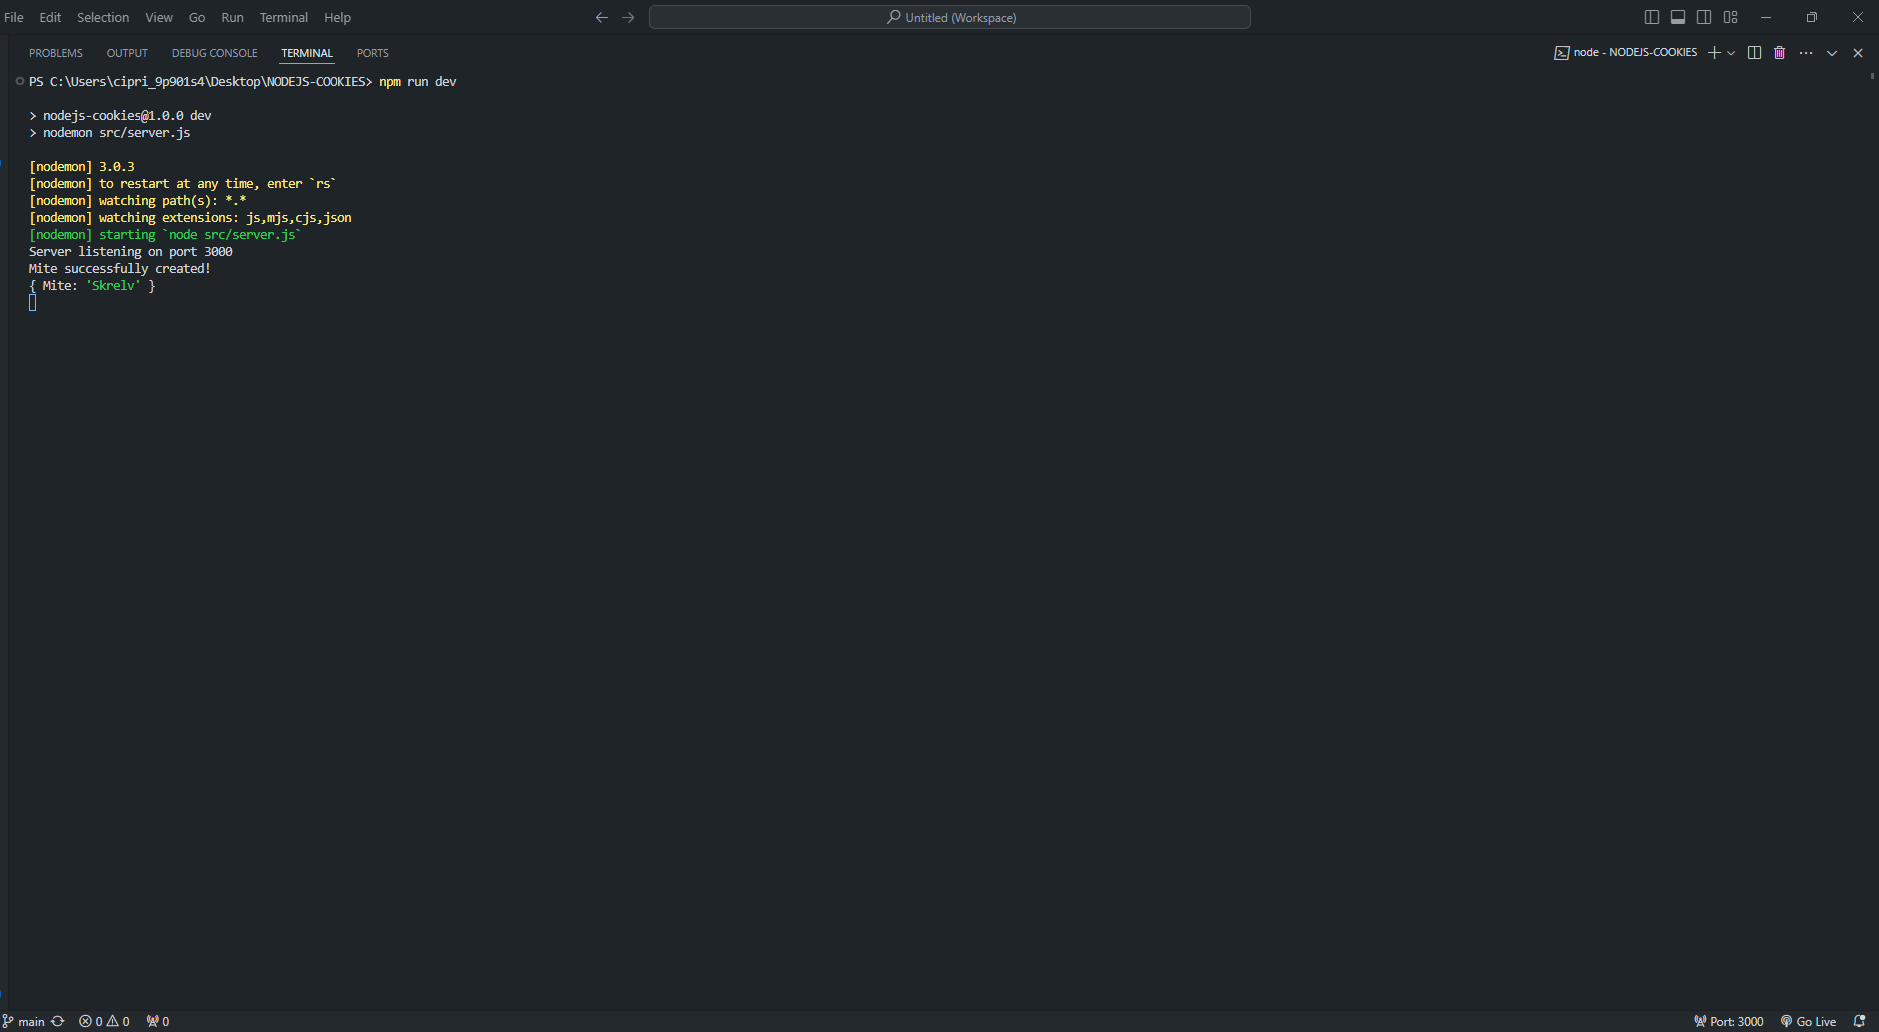 File Edit Selection View Go Run Terminal Help Untitled (Workspace)
PROBLEMS OUTPUT DEBUG CONSOLE TERMINAL PORTS node - NODEJS-COOKIES
PS C:\Users\cipri_9p901s4\Desktop\NODEJS-COOKIES> npm run dev
> nodejs-cookies@1.0.0 dev
> nodemon src/server.js
[nodemon] 3.0.3
[nodemon] to restart at any time, enter `rs`
[nodemon] watching path(s): *.*
[nodemon] watching extensions: js,mjs,cjs,json
[nodemon] starting `node src/server.js`
Server listening on port 3000
Mite successfully created!
{ Mite: 'Skrelv' }
main 0 0 0 Port: 3000 Go Live